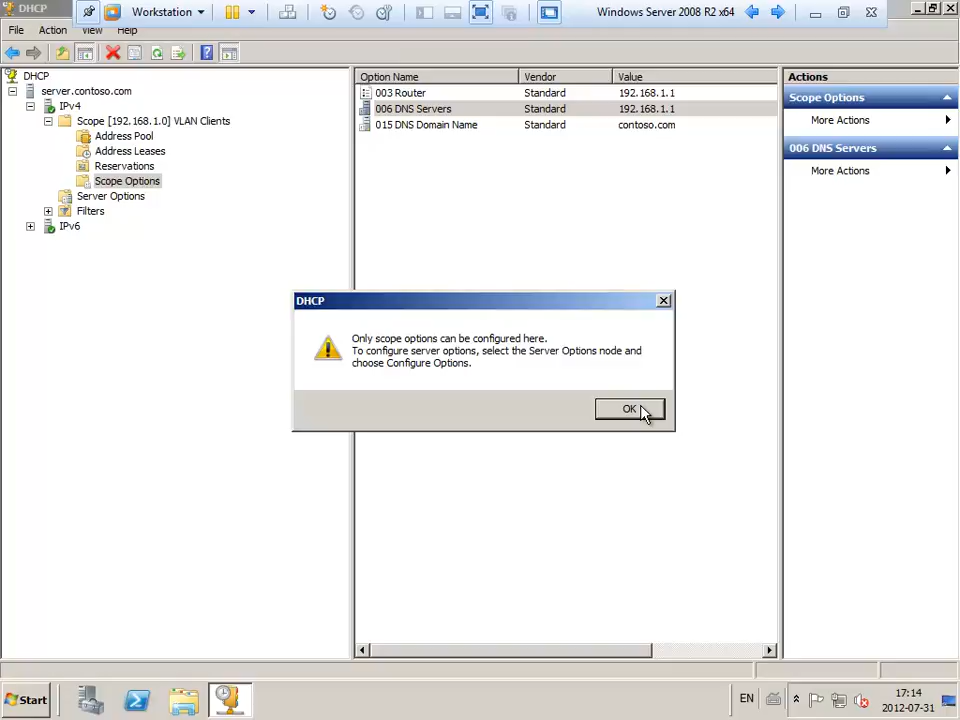 DHCP
Workstation
Windows Server 2008 R2 x64
File Action View Help
DHCP
server.contoso.com
IPv4
Scope [192.168.1.0] VLAN Clients
Address Pool
Address Leases
Reservations
Scope Options
Server Options
Filters
IPv6
Option Name Vendor Value
003 Router Standard 192.168.1.1
006 DNS Servers Standard 192.168.1.1
015 DNS Domain Name Standard contoso.com
Actions
Scope Options
More Actions
006 DNS Servers
More Actions
DHCP
Only scope options can be configured here.
To configure server options, select the Server Options node and
choose Configure Options.
OK
Start
EN
17:14
2012-07-31